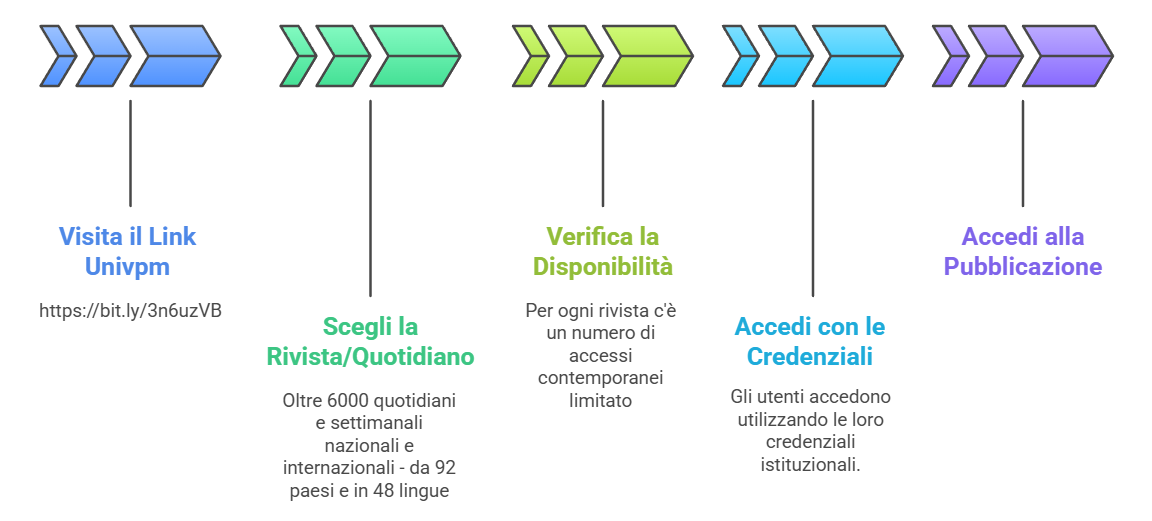 Visita il Link
Univpm
https://bit.ly/3n6uzVB
Scegli la
Rivista/Quotidiano
Oltre 6000 quotidiani
e settimanali
nazionali e
internazionali - da 92
paesi e in 48 lingue
Verifica la
Disponibilità
Per ogni rivista c'è
un numero di
accessi
contemporanei
limitato
Accedi con le
Credenziali
Gli utenti accedono
utilizzando le loro
credenziali
istituzionali.
Accedi alla
Pubblicazione